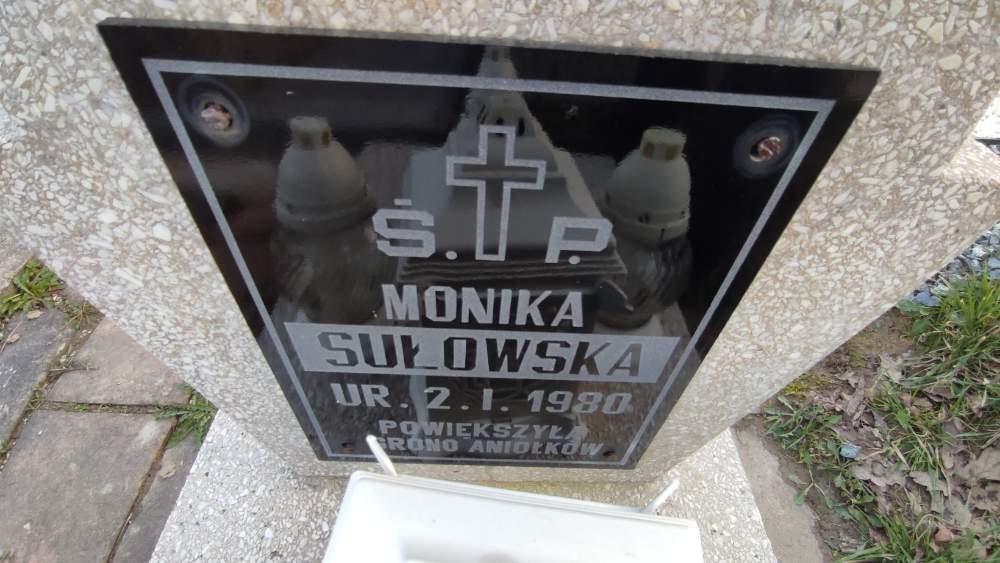 Ś. P.
MONIKA
SUŁOWSKA
UR. 2.I.1980
POWIĘKSZYŁA
GRONO ANIOŁKÓW